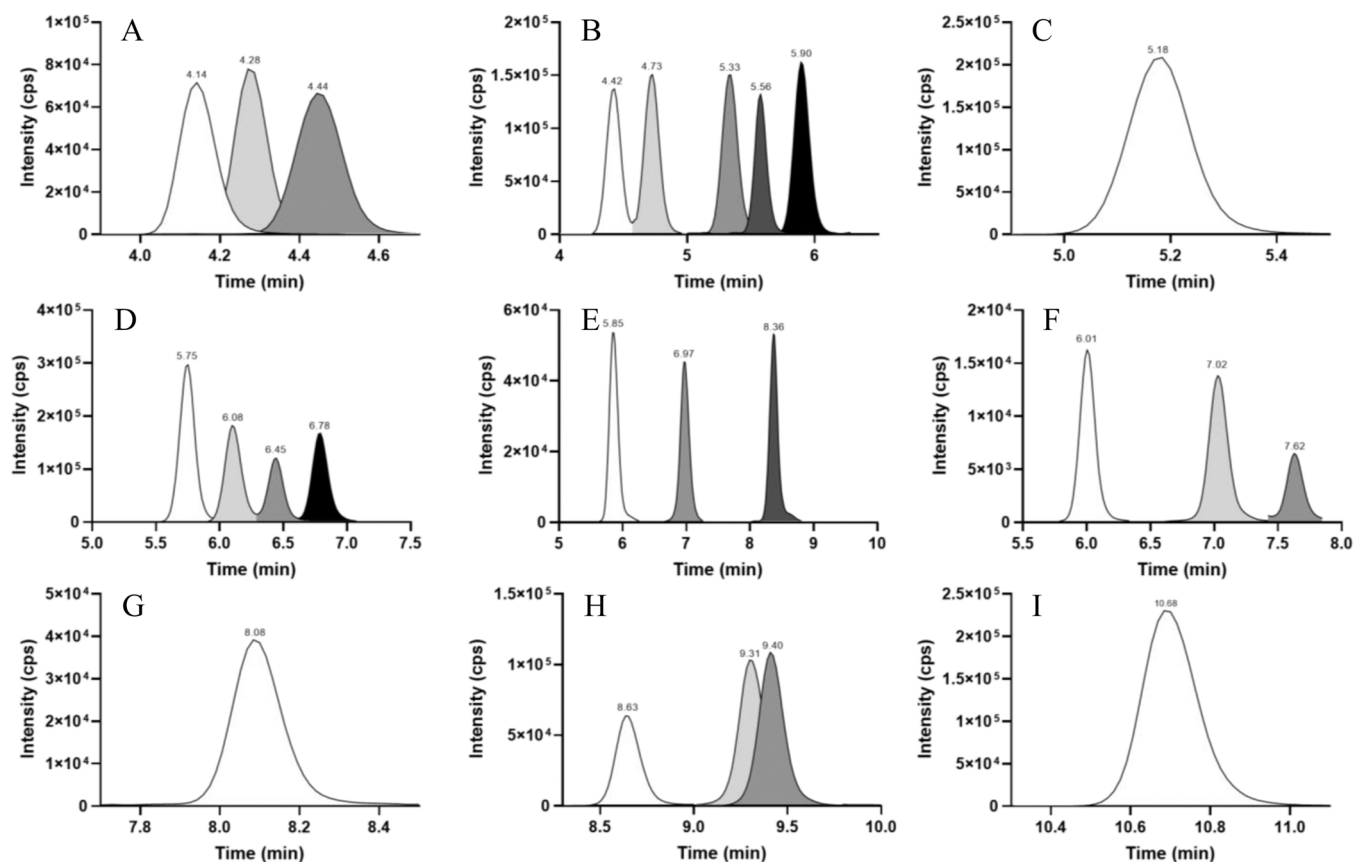 A
Intensity (cps)
1×10⁵
8×10⁴
6×10⁴
4×10⁴
2×10⁴
0
4.14
4.28
4.44
4.0 4.2 4.4 4.6
Time (min)
B
Intensity (cps)
2×10⁵
1.5×10⁵
1×10⁵
5×10⁴
0
4.42
4.73
5.33
5.56
5.90
4 5 6
Time (min)
C
Intensity (cps)
2.5×10⁵
2×10⁵
1.5×10⁵
1×10⁵
5×10⁴
0
5.18
5.0 5.2 5.4
Time (min)
D
Intensity (cps)
4×10⁵
3×10⁵
2×10⁵
1×10⁵
0
5.75
6.08
6.45
6.78
5.0 5.5 6.0 6.5 7.0 7.5
Time (min)
E
Intensity (cps)
6×10⁴
4×10⁴
2×10⁴
0
5.85
6.97
8.36
5 6 7 8 9 10
Time (min)
F
Intensity (cps)
2×10⁴
1.5×10⁴
1×10⁴
5×10³
0
6.01
7.02
7.62
5.5 6.0 6.5 7.0 7.5 8.0
Time (min)
G
Intensity (cps)
5×10⁴
4×10⁴
3×10⁴
2×10⁴
1×10⁴
0
8.08
7.8 8.0 8.2 8.4
Time (min)
H
Intensity (cps)
1.5×10⁵
1×10⁵
5×10⁴
0
8.63
9.31
9.40
8.5 9.0 9.5 10.0
Time (min)
I
Intensity (cps)
2.5×10⁵
2×10⁵
1.5×10⁵
1×10⁵
5×10⁴
0
10.68
10.4 10.6 10.8 11.0
Time (min)